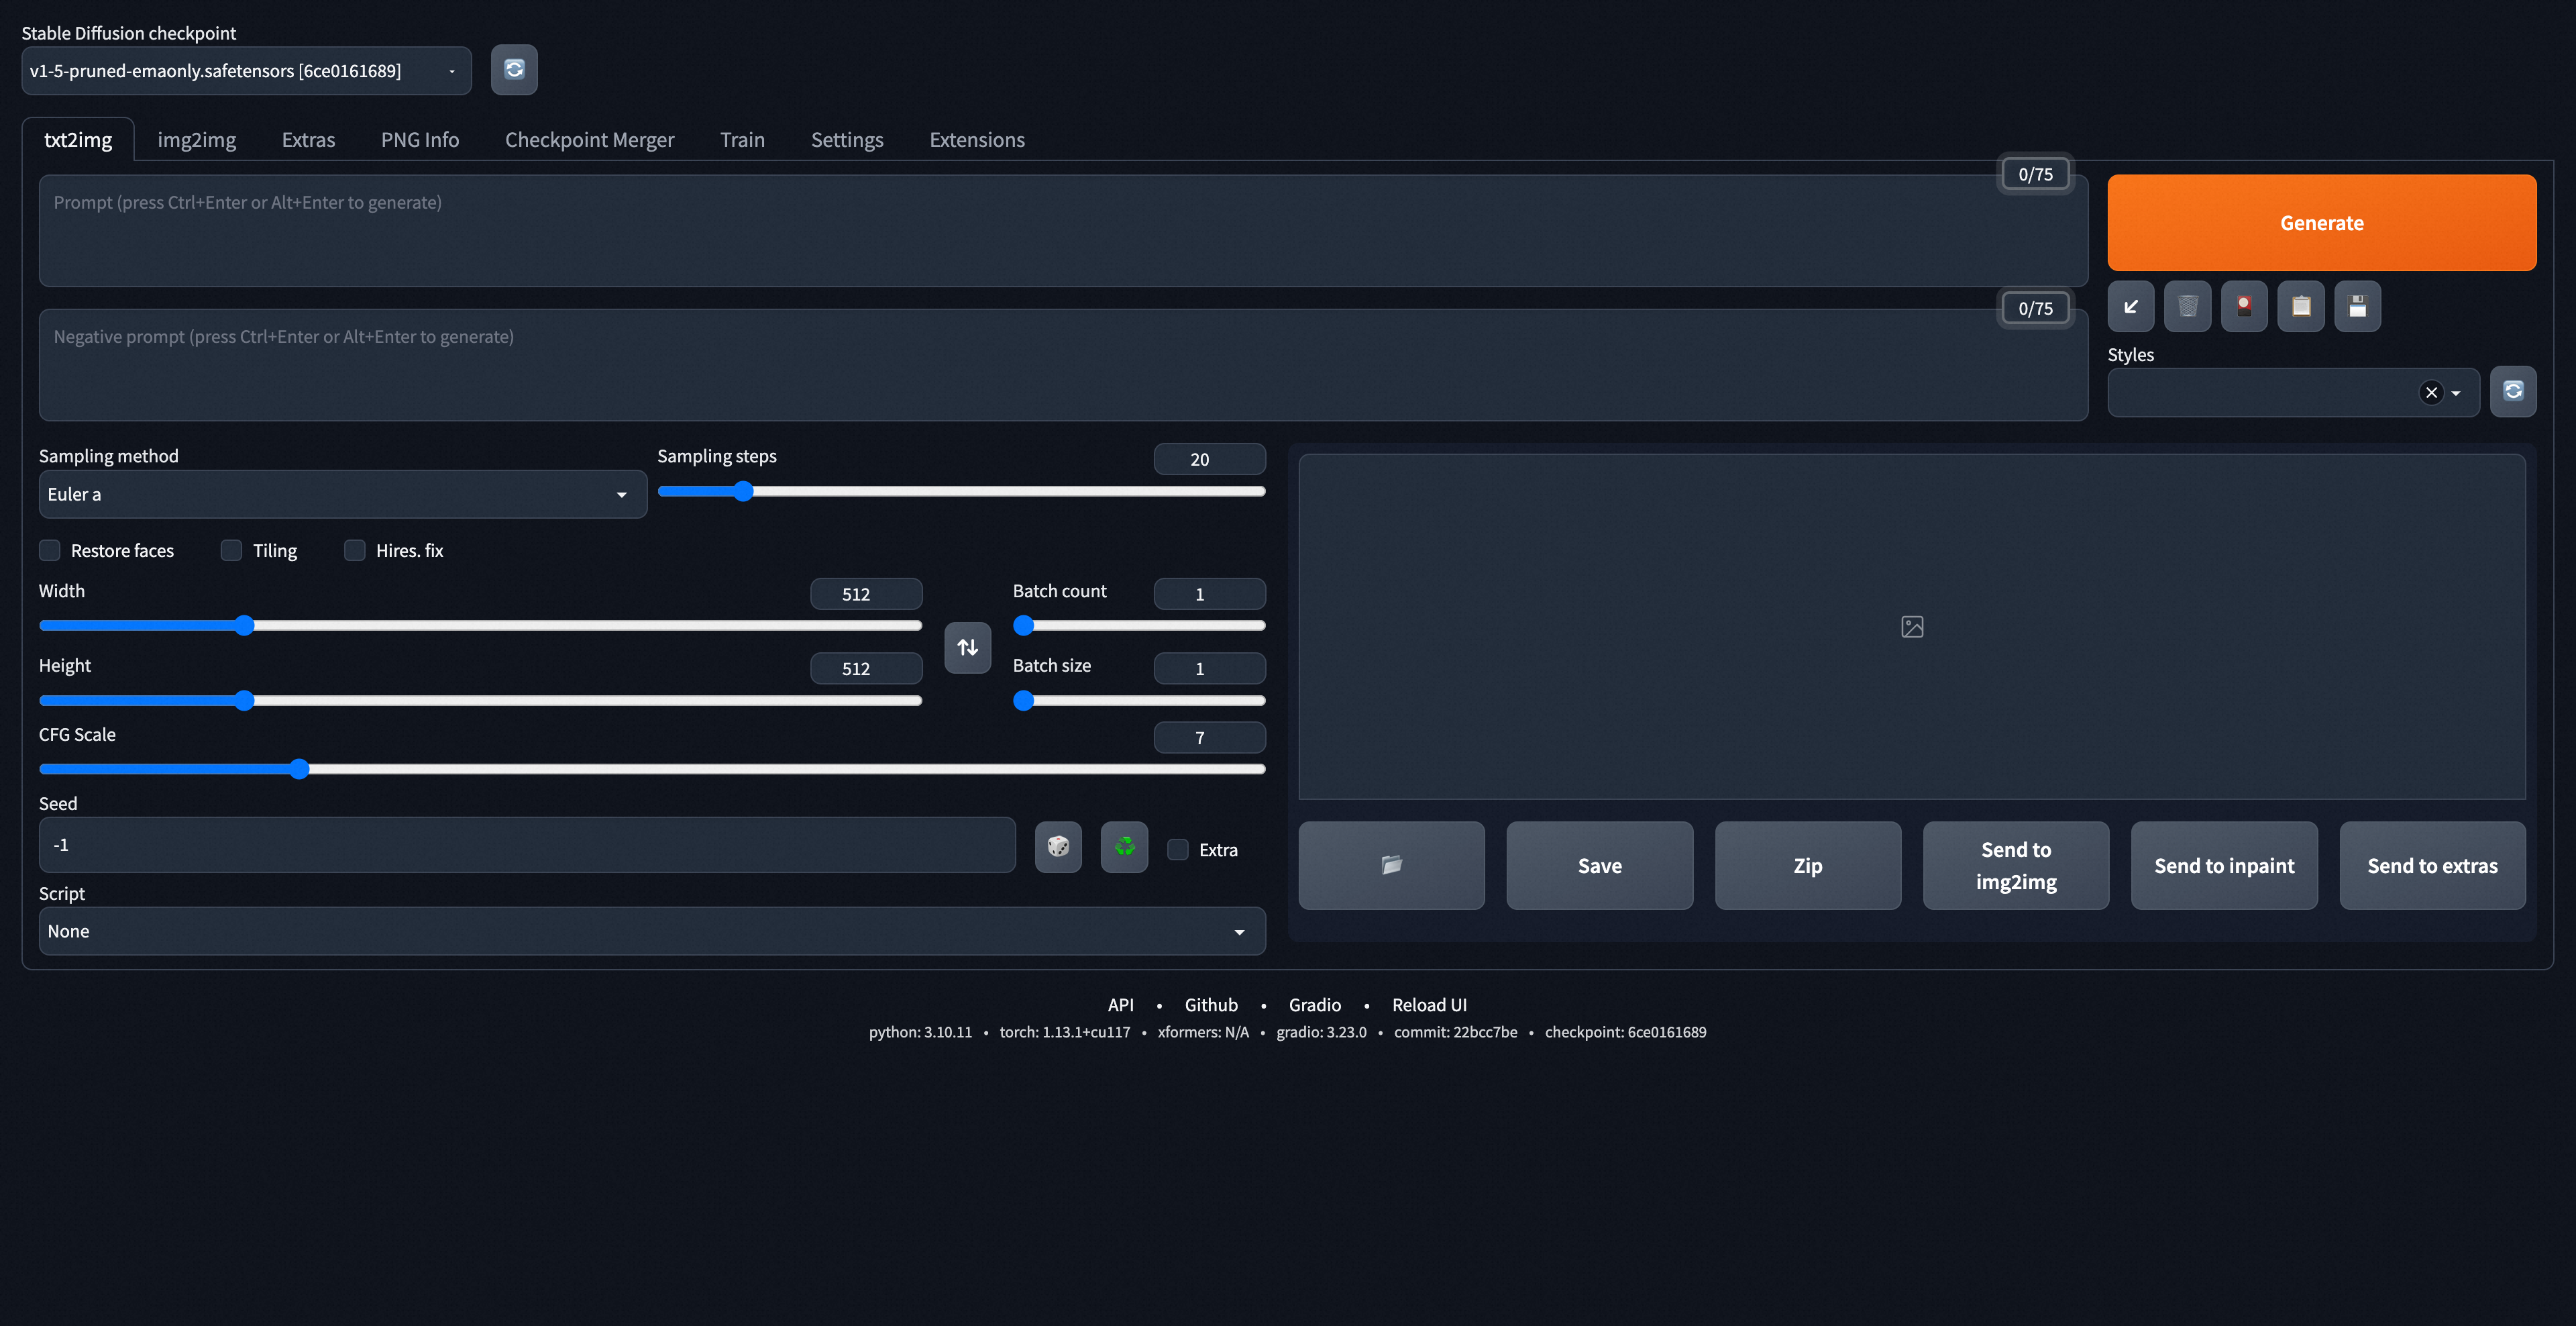 Stable Diffusion checkpoint
v1-5-pruned-emaonly.safetensors [6ce0161689]
txt2img img2img Extras PNG Info Checkpoint Merger Train Settings Extensions
0/75
Prompt (press Ctrl+Enter or Alt+Enter to generate)
Generate
0/75
Negative prompt (press Ctrl+Enter or Alt+Enter to generate)
Styles
Sampling method
Euler a
Sampling steps
20
Restore faces Tiling Hires. fix
Width
512
Batch count
1
Height
512
Batch size
1
CFG Scale
7
Seed
-1
Extra
Script
None
Save
Zip
Send to
img2img
Send to inpaint
Send to extras
API • Github • Gradio • Reload UI
python: 3.10.11 • torch: 1.13.1+cu117 • xformers: N/A • gradio: 3.23.0 • commit: 22bcc7be • checkpoint: 6ce0161689